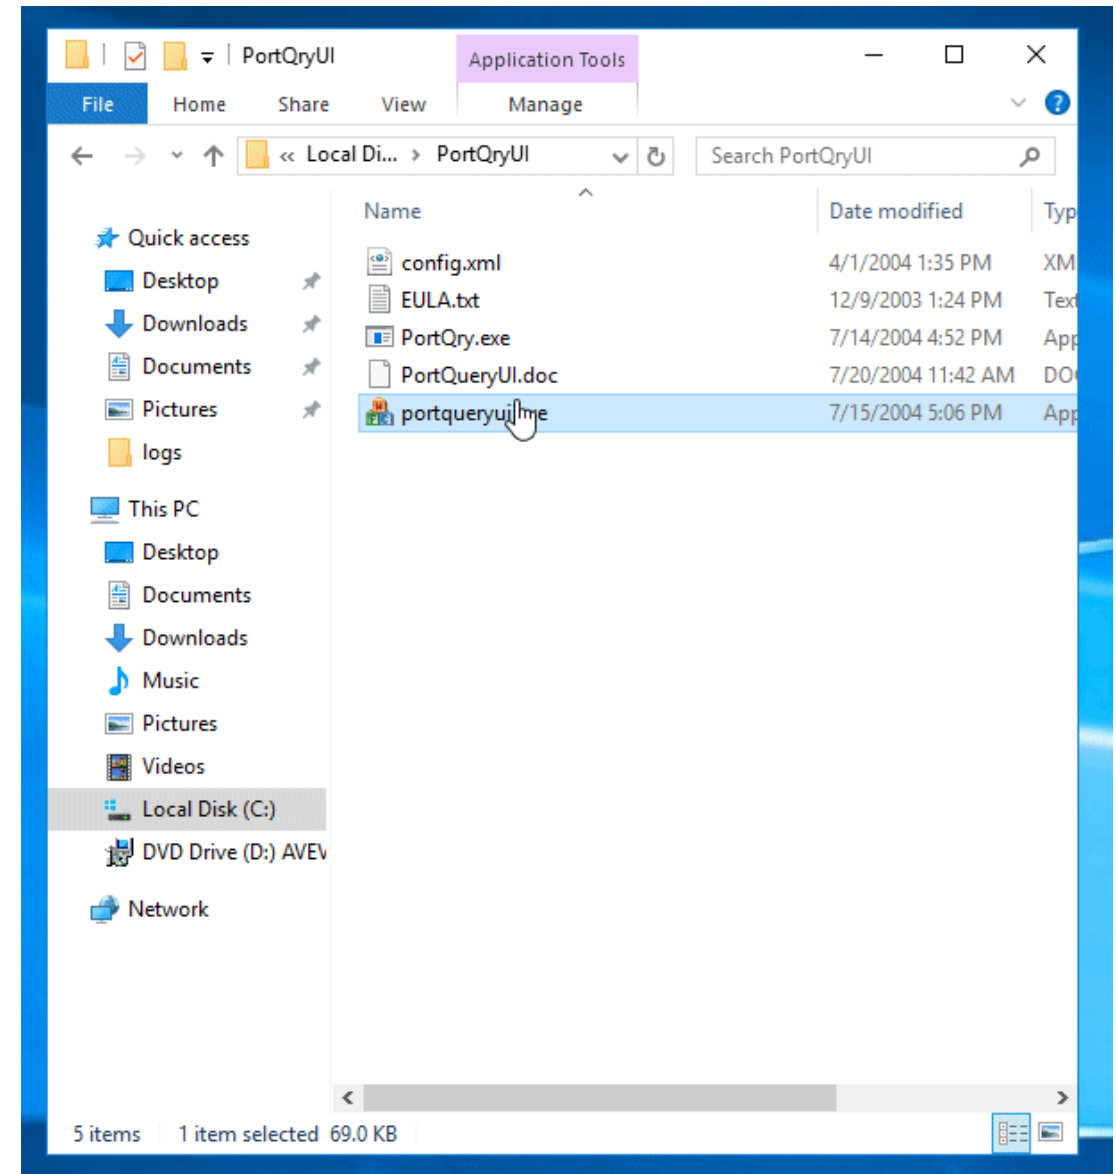 PortQryUI
Application Tools
File Home Share View Manage
« Local Di... › PortQryUI Search PortQryUI
Name Date modified Typ
Quick access
Desktop
Downloads
Documents
Pictures
logs
This PC
Desktop
Documents
Downloads
Music
Pictures
Videos
Local Disk (C:)
DVD Drive (D:) AVEV
Network
config.xml 4/1/2004 1:35 PM XM
EULA.txt 12/9/2003 1:24 PM Text
PortQry.exe 7/14/2004 4:52 PM App
PortQueryUI.doc 7/20/2004 11:42 AM DO
7/15/2004 5:06 PM App
5 items 1 item selected 69.0 KB